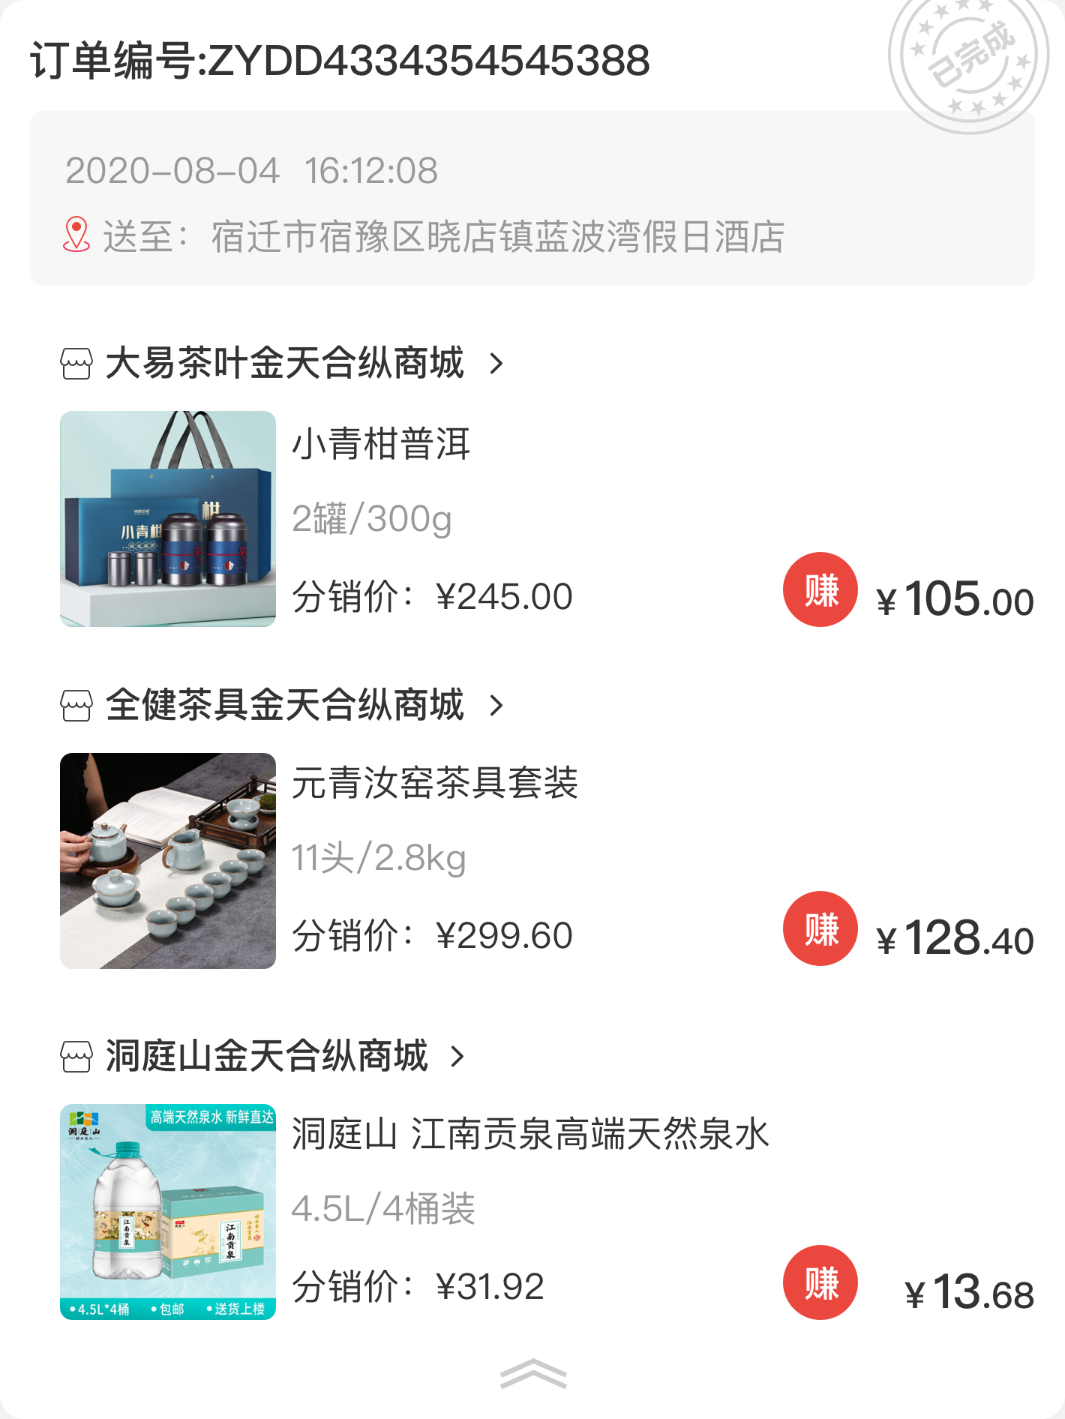 订单编号:ZYDD4334354545388
已完成
2020-08-04 16:12:08
送至：宿迁市宿豫区晓店镇蓝波湾假日酒店
大易茶叶金天合纵商城
小青柑普洱
小青柑
柑
2罐/300g
分销价：¥245.00
赚
¥105.00
全健茶具金天合纵商城
元青汝窑茶具套装
11头/2.8kg
分销价：¥299.60
赚
¥128.40
洞庭山金天合纵商城
洞庭山
高端天然泉水 新鲜直达
江南贡泉
江南贡泉
•4.5L*4桶 •包邮 •送货上楼
洞庭山 江南贡泉高端天然泉水
4.5L/4桶装
分销价：¥31.92
赚
¥13.68